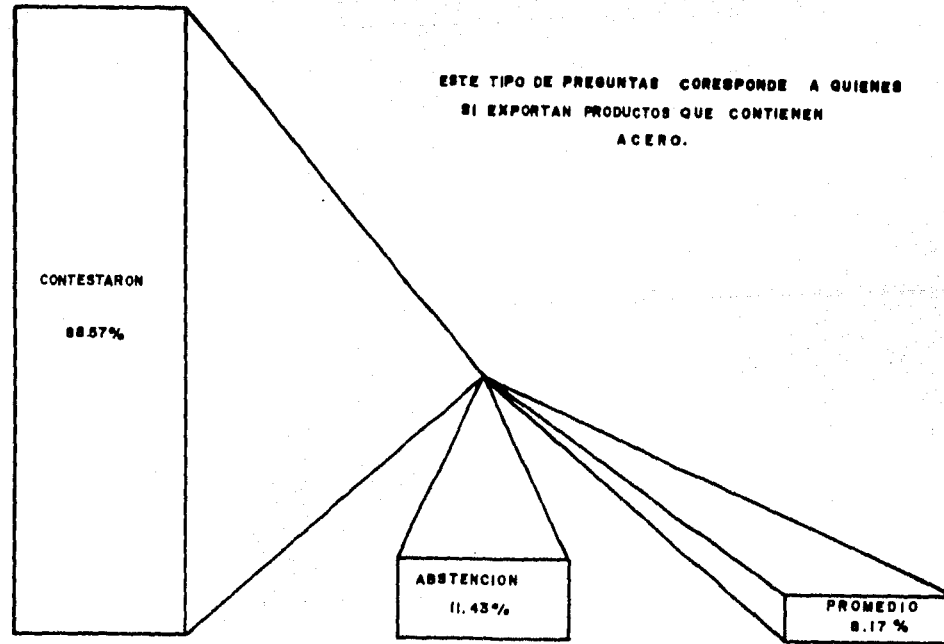 ESTE TIPO DE PREGUNTAS CORESPONDE A QUIENES
SI EXPORTAN PRODUCTOS QUE CONTIENEN
ACERO.
CONTESTARON
88.57%
ABSTENCION
11.43%
PROMEDIO
8.17 %